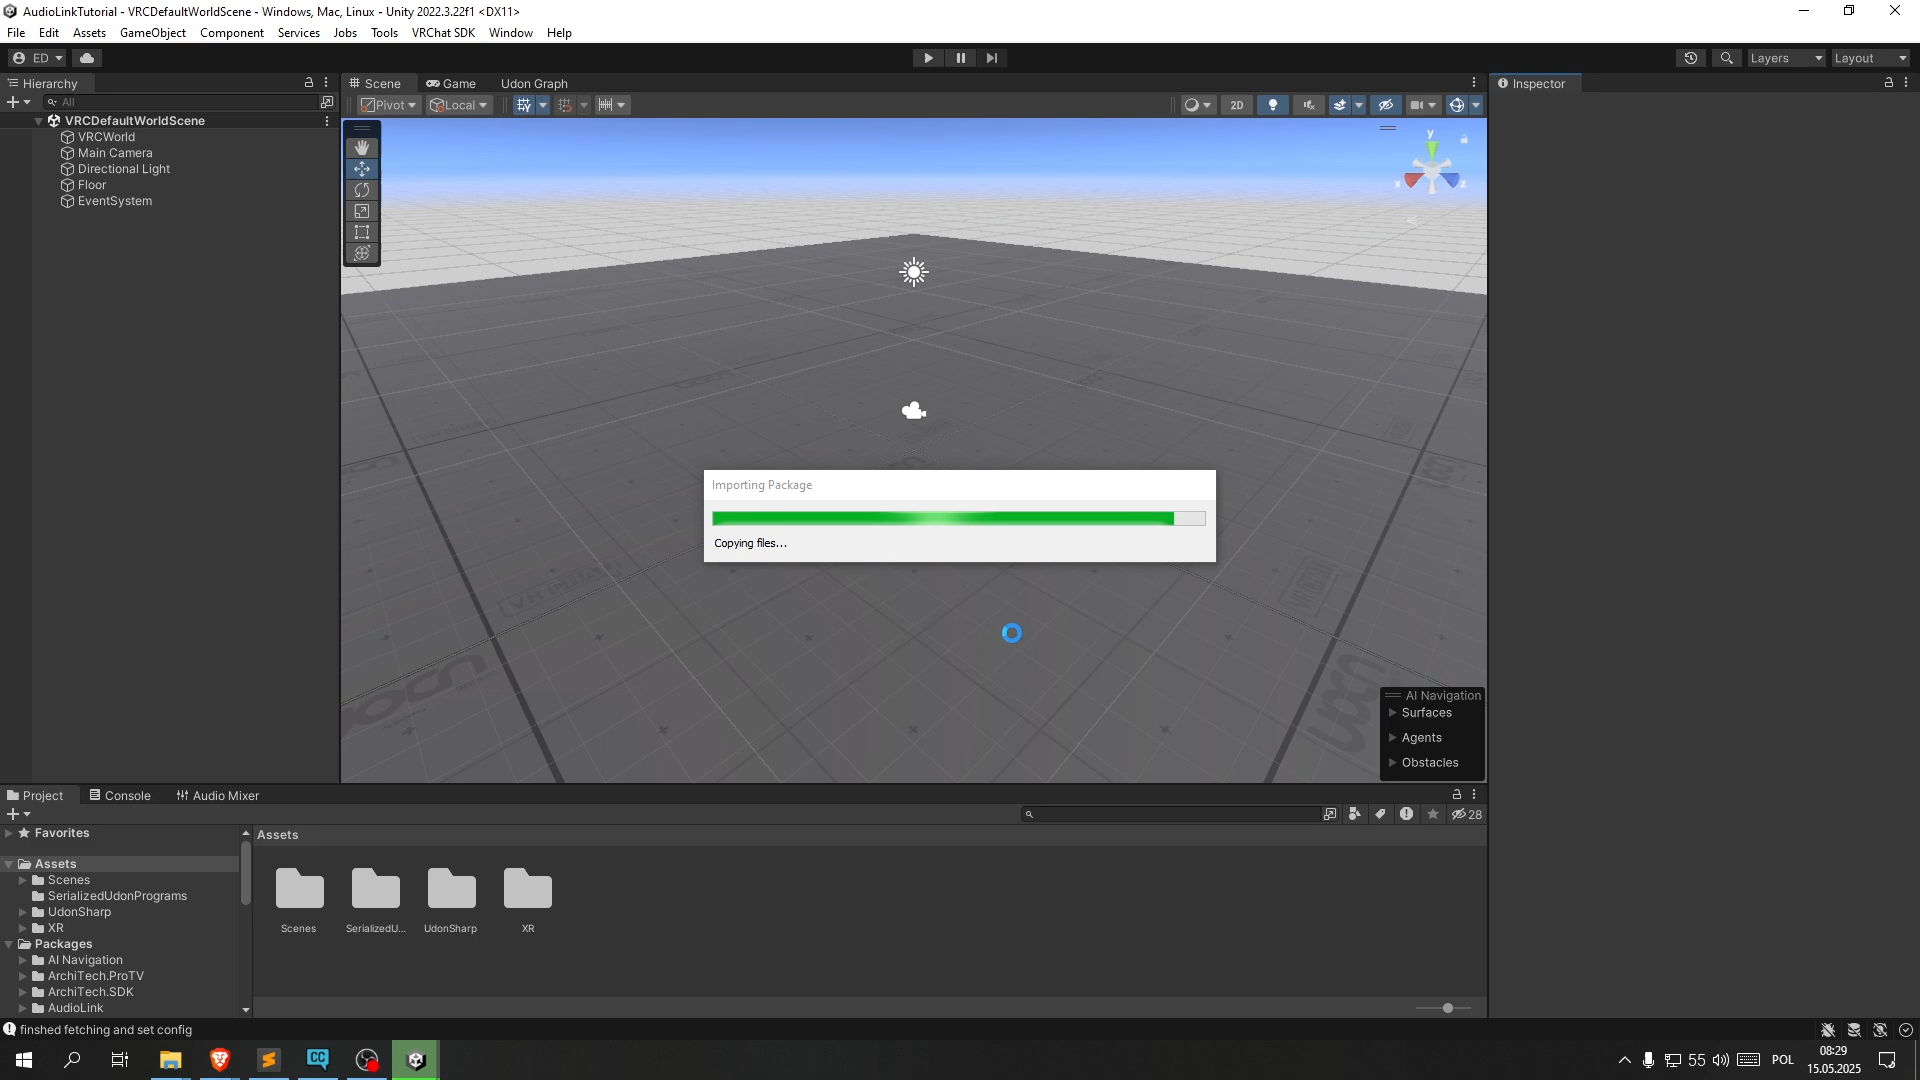 AudioLinkTutorial - VRCDefaultWorldScene - Windows, Mac, Linux - Unity 2022.3.22f1 <DX11>
File Edit Assets GameObject Component Services Jobs Tools VRChat SDK Window Help
ED
Layers
Layout
Hierarchy
Scene
Game
Udon Graph
Inspector
All
Pivot
Local
2D
VRCDefaultWorldScene
VRCWorld
Main Camera
Directional Light
Floor
EventSystem
y
x
z
Importing Package
Copying files...
AI Navigation
Surfaces
Agents
Obstacles
Project
Console
Audio Mixer
28
Favorites
Assets
Assets
Scenes
SerializedUdonPrograms
UdonSharp
XR
Packages
AI Navigation
ArchiTech.ProTV
ArchiTech.SDK
AudioLink
Scenes
SerializedU...
UdonSharp
XR
finshed fetching and set config
CC
55
POL
08:29
15.05.2025